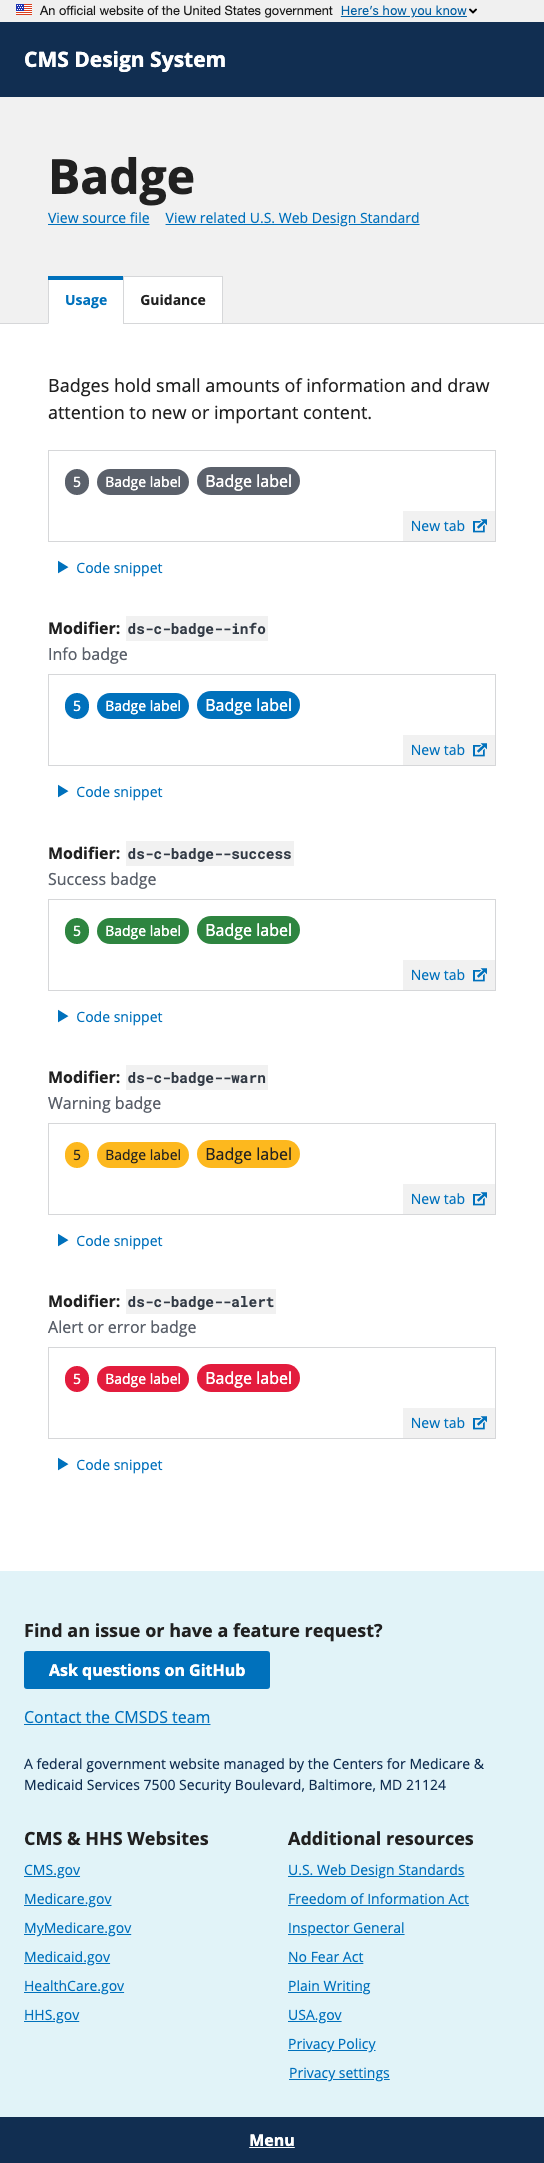 An official website of the United States government Here's how you know
CMS Design System
Badge
View source file View related U.S. Web Design Standard
Usage Guidance
Badges hold small amounts of information and draw
attention to new or important content.
5 Badge label Badge label
New tab
Code snippet
Modifier: ds-c-badge--info
Info badge
5 Badge label Badge label
New tab
Code snippet
Modifier: ds-c-badge--success
Success badge
5 Badge label Badge label
New tab
Code snippet
Modifier: ds-c-badge--warn
Warning badge
5 Badge label Badge label
New tab
Code snippet
Modifier: ds-c-badge--alert
Alert or error badge
5 Badge label Badge label
New tab
Code snippet
Find an issue or have a feature request?
Ask questions on GitHub
Contact the CMSDS team
A federal government website managed by the Centers for Medicare &
Medicaid Services 7500 Security Boulevard, Baltimore, MD 21124
CMS & HHS Websites
CMS.gov
Medicare.gov
MyMedicare.gov
Medicaid.gov
HealthCare.gov
HHS.gov
Additional resources
U.S. Web Design Standards
Freedom of Information Act
Inspector General
No Fear Act
Plain Writing
USA.gov
Privacy Policy
Privacy settings
Menu